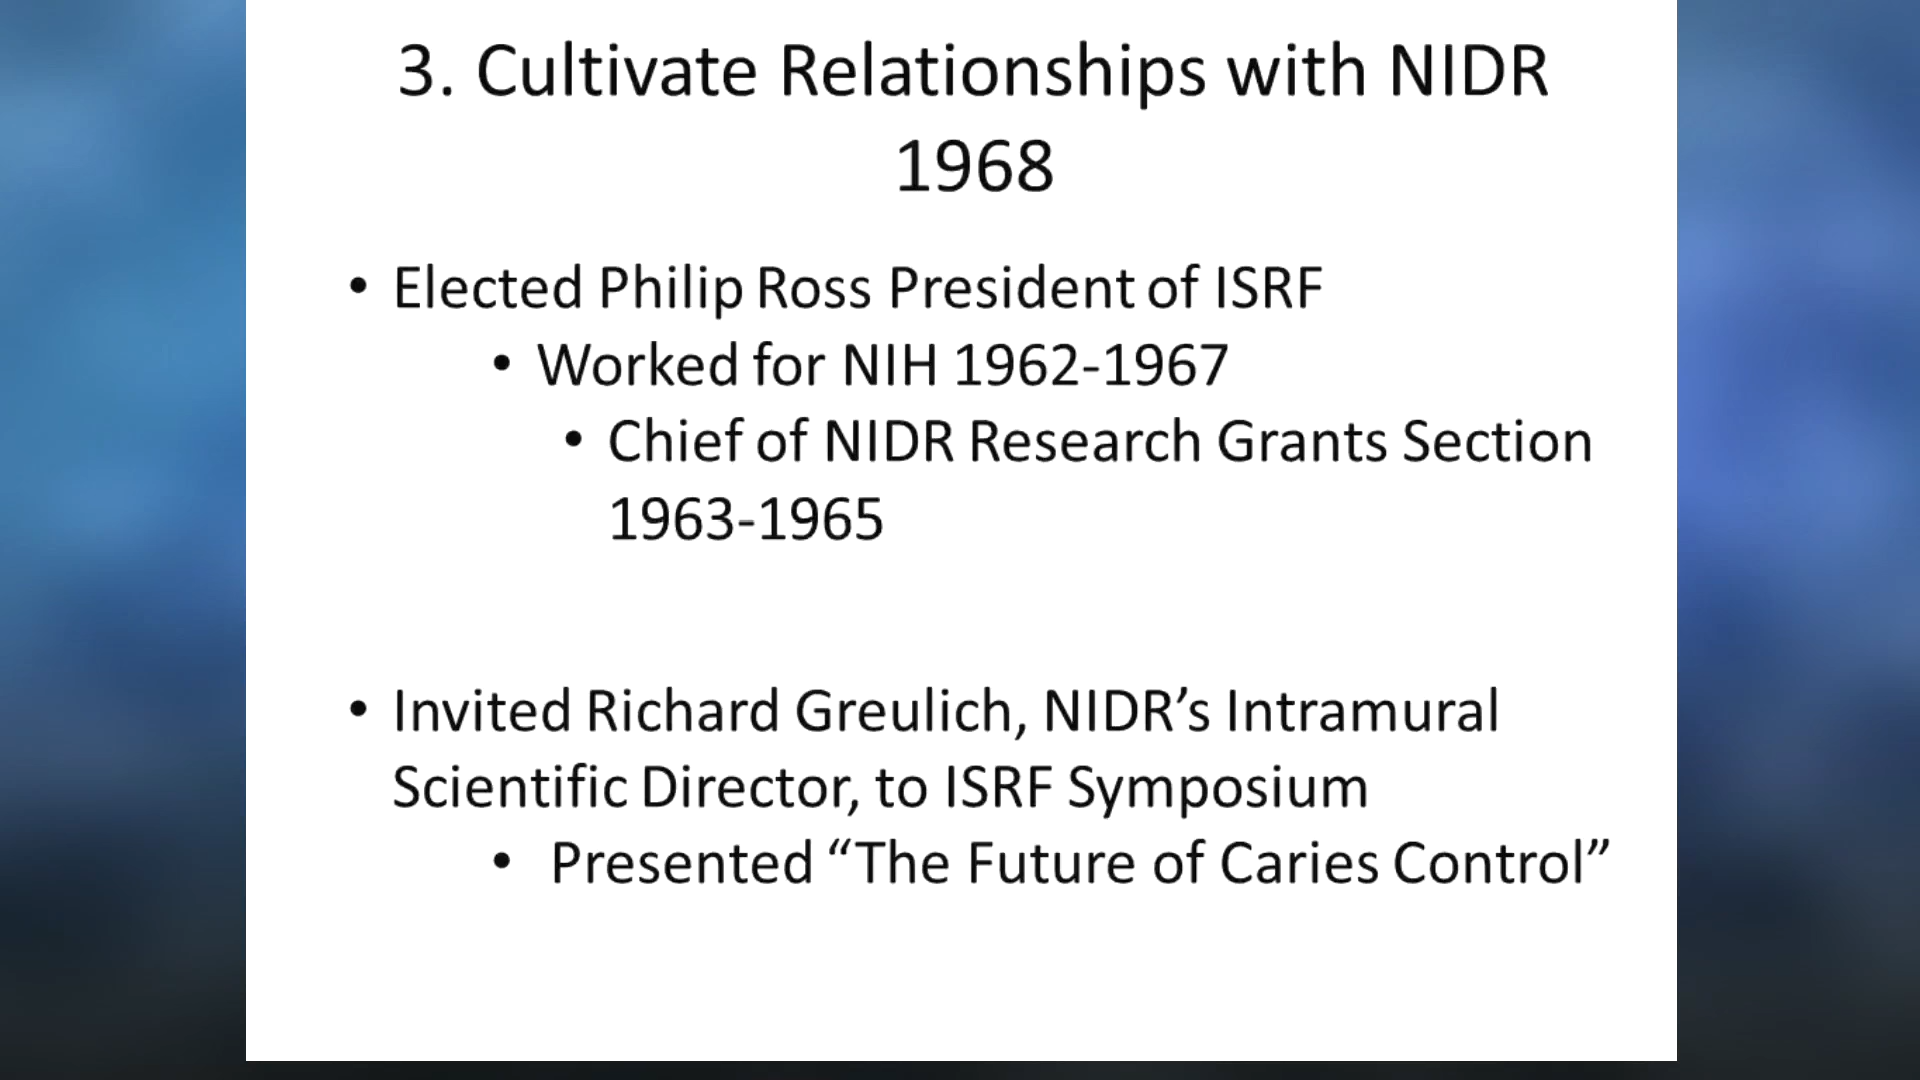 3. Cultivate Relationships with NIDR
1968
• Elected Philip Ross President of ISRF
• Worked for NIH 1962-1967
• Chief of NIDR Research Grants Section
1963-1965
• Invited Richard Greulich, NIDR’s Intramural
Scientific Director, to ISRF Symposium
• Presented “The Future of Caries Control”